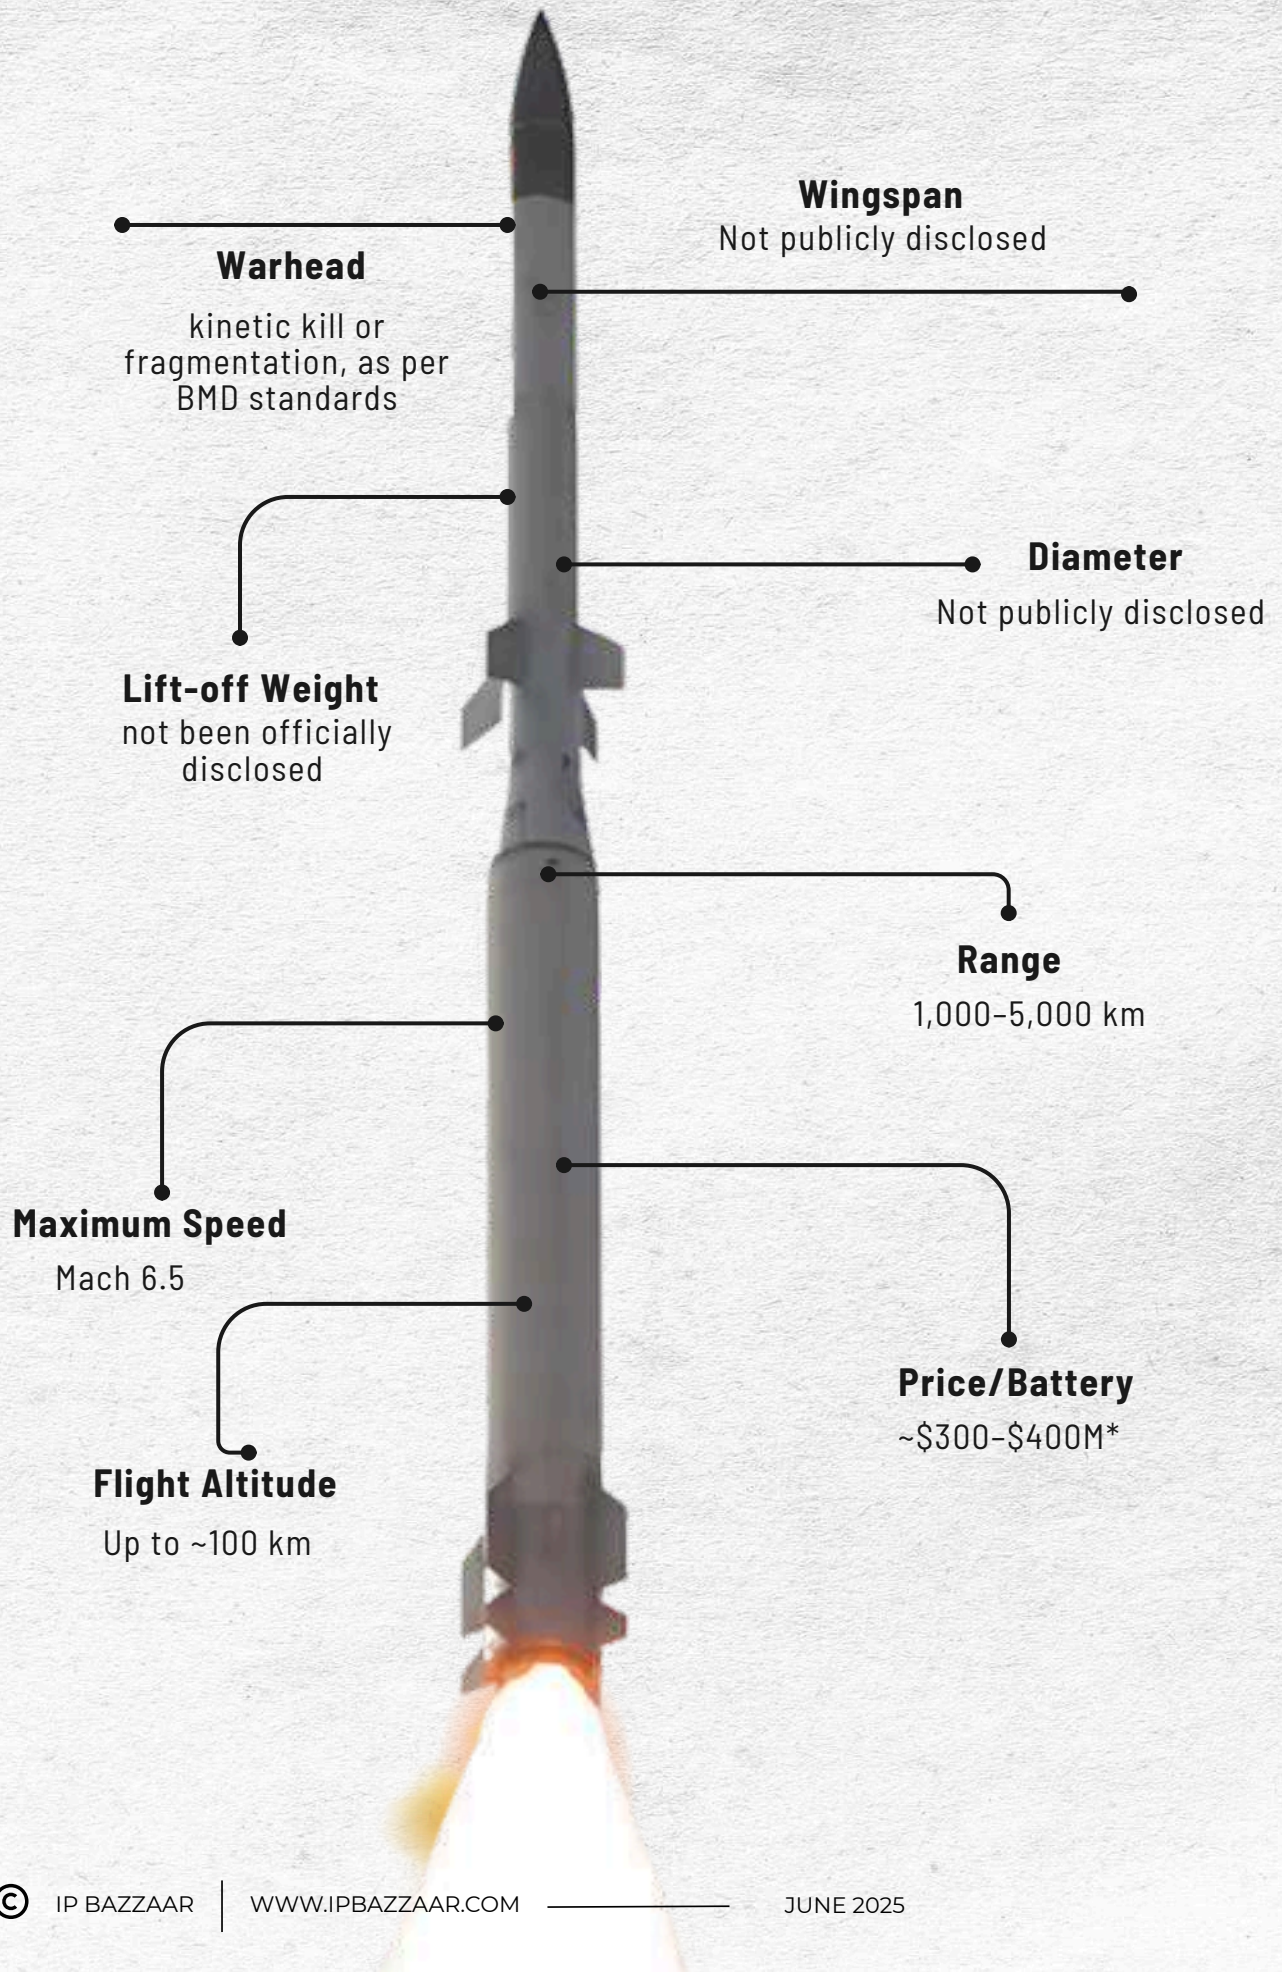 Wingspan
Not publicly disclosed
Warhead
kinetic kill or
fragmentation, as per
BMD standards
Diameter
Not publicly disclosed
Lift-off Weight
not been officially
disclosed
Range
1,000–5,000 km
Maximum Speed
Mach 6.5
Price/Battery
~$300–$400M*
Flight Altitude
Up to ~100 km
© IP BAZZAAR WWW.IPBAZZAAR.COM JUNE 2025